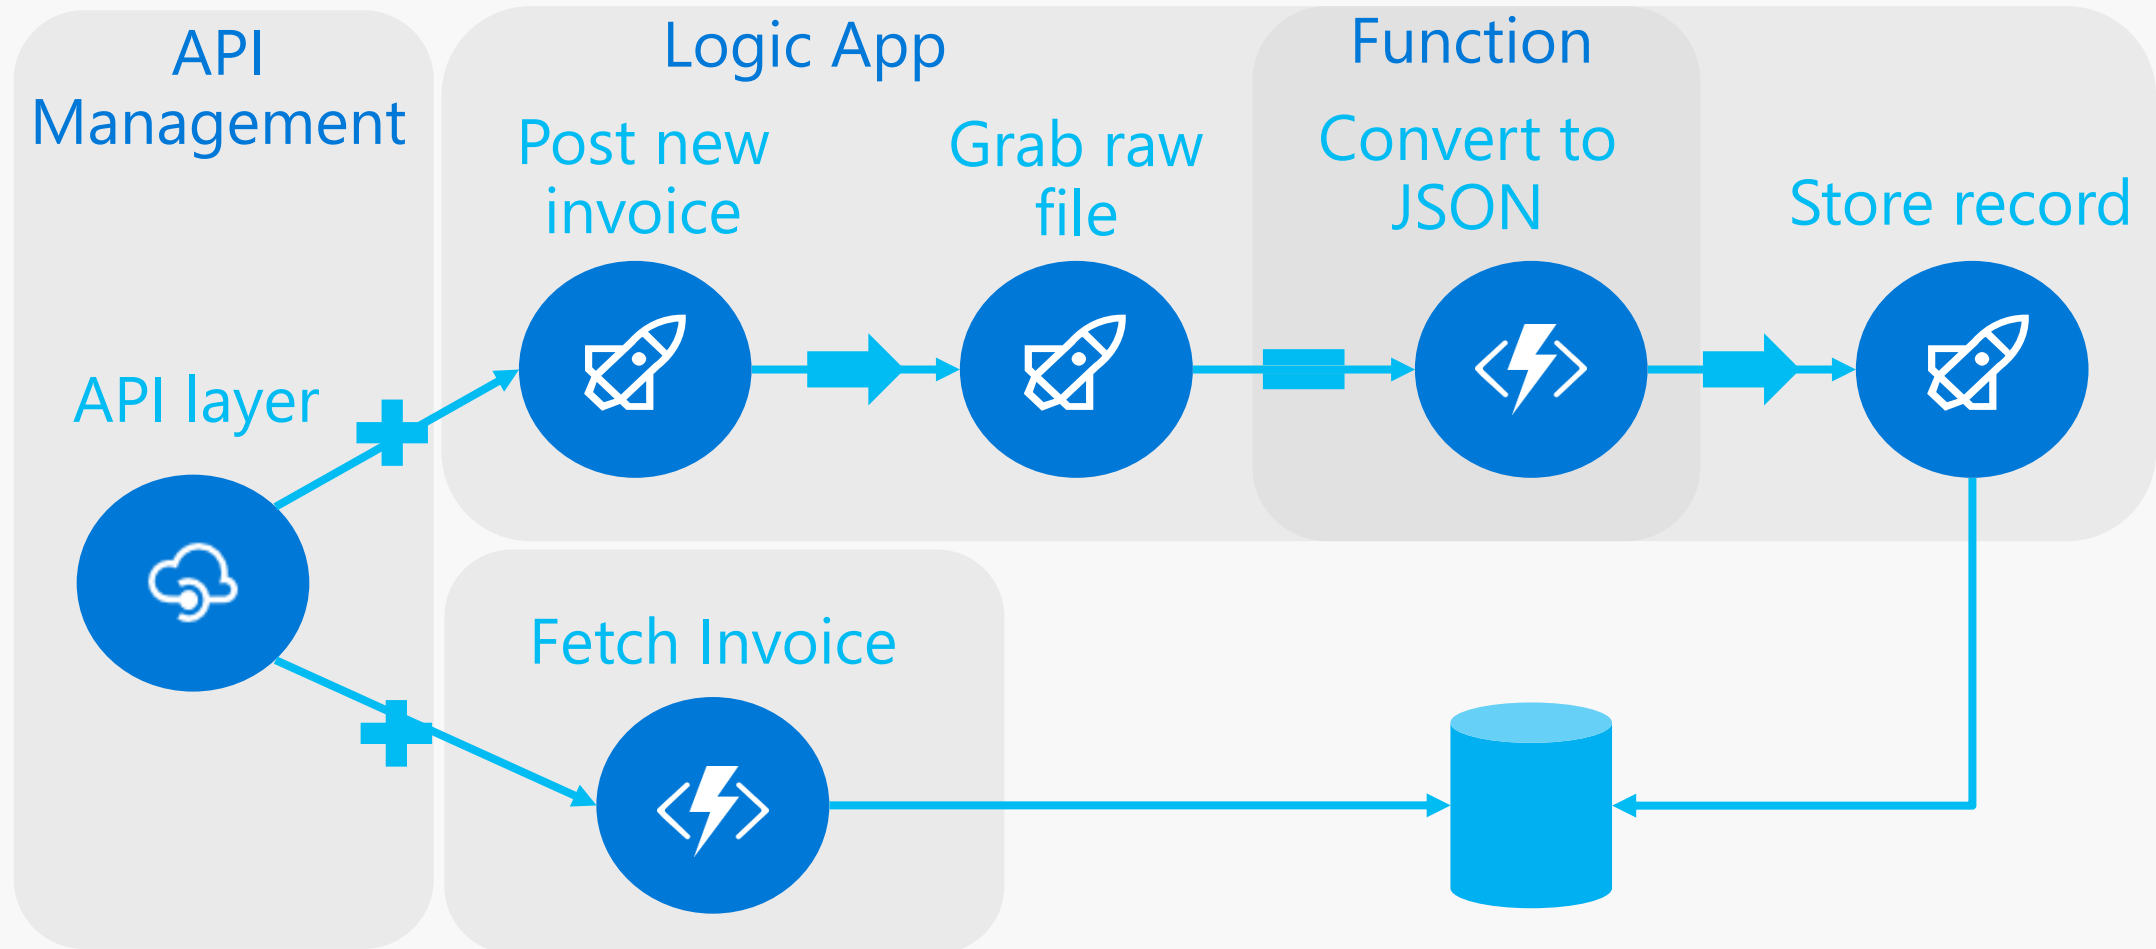 API
Management
API layer
Logic App
Post new
invoice
Grab raw
file
Function
Convert to
JSON
Store record
Fetch Invoice